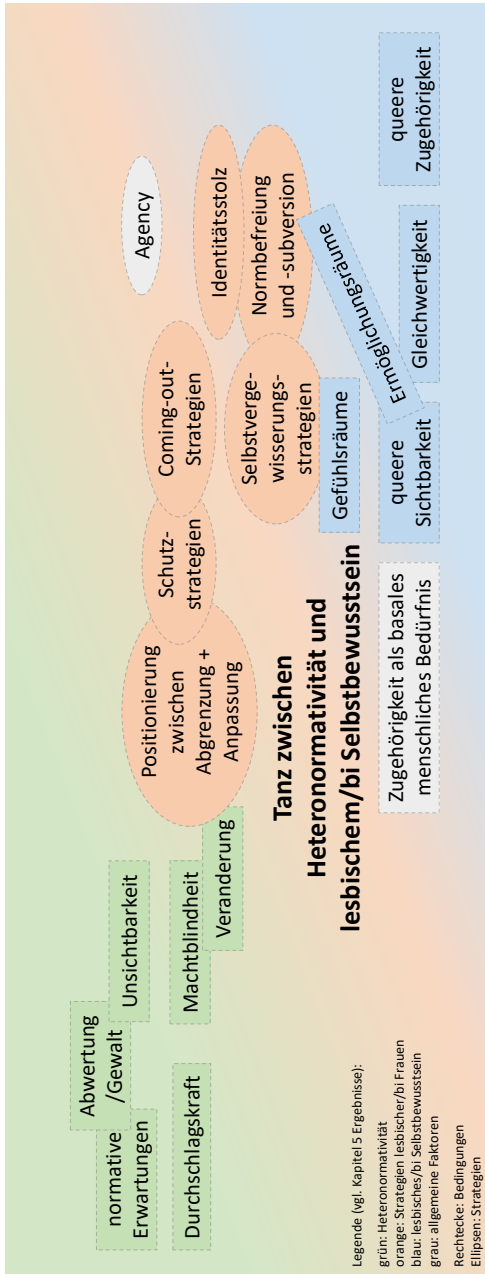 normative
Erwartungen
Abwertung
/Gewalt
Unsichtbarkeit
Durchschlagskraft
Machtblindheit
Veranderung
Positionierung
zwischen
Abgrenzung +
Anpassung
Schutz-
strategien
Coming-out-
Strategien
Agency
Identitätsstolz
Selbstverge-
wisserungs-
strategien
Normbefreiung
und -subversion
Tanz zwischen
Heteronormativität und
lesbischem/bi Selbstbewusstsein
Gefühlsräume
Ermöglichungsräume
Zugehörigkeit als basales
menschliches Bedürfnis
queere
Sichtbarkeit
Gleichwertigkeit
queere
Zugehörigkeit
Legende (vgl. Kapitel 5 Ergebnisse):
grün: Heteronormativität
orange: Strategien lesbischer/bi Frauen
blau: lesbisches/bi Selbstbewusstsein
grau: allgemeine Faktoren
Rechtecke: Bedingungen
Ellipsen: Strategien